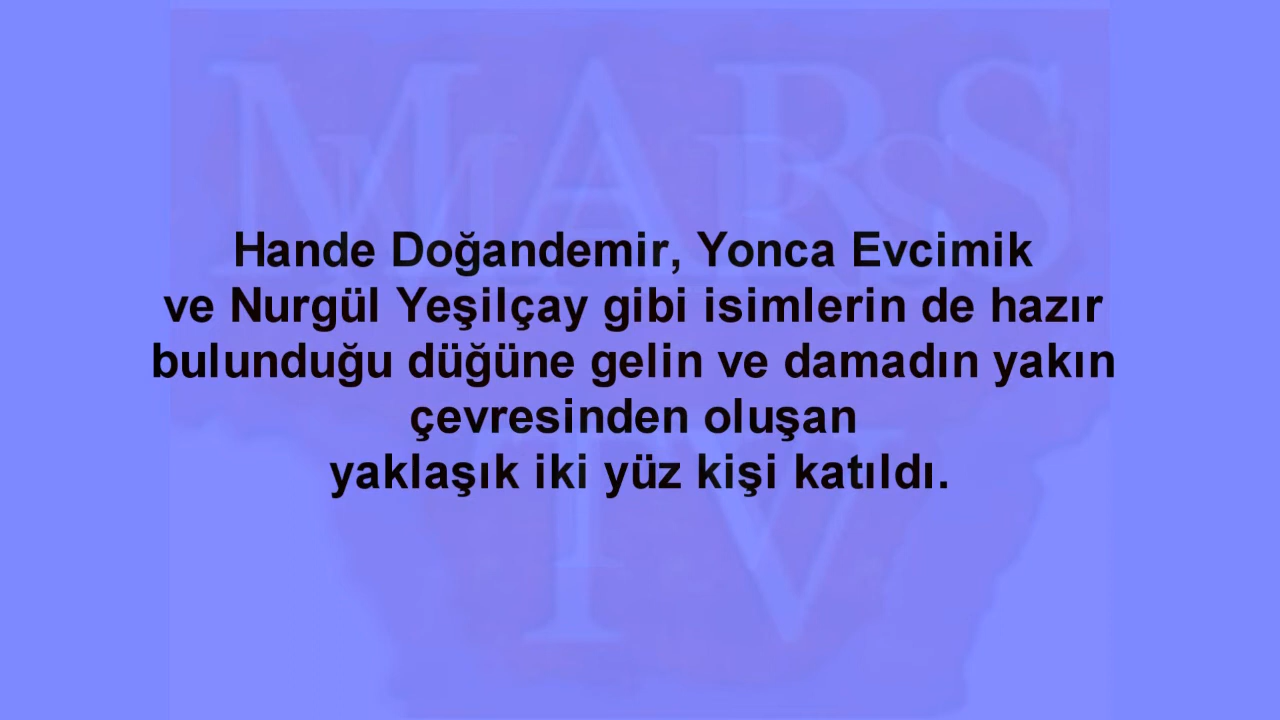 MARS
MARS
Hande Doğandemir, Yonca Evcimik
ve Nurgül Yeşilçay gibi isimlerin de hazır
bulunduğu düğüne gelin ve damadın yakın
çevresinden oluşan
yaklaşık iki yüz kişi katıldı.
TV